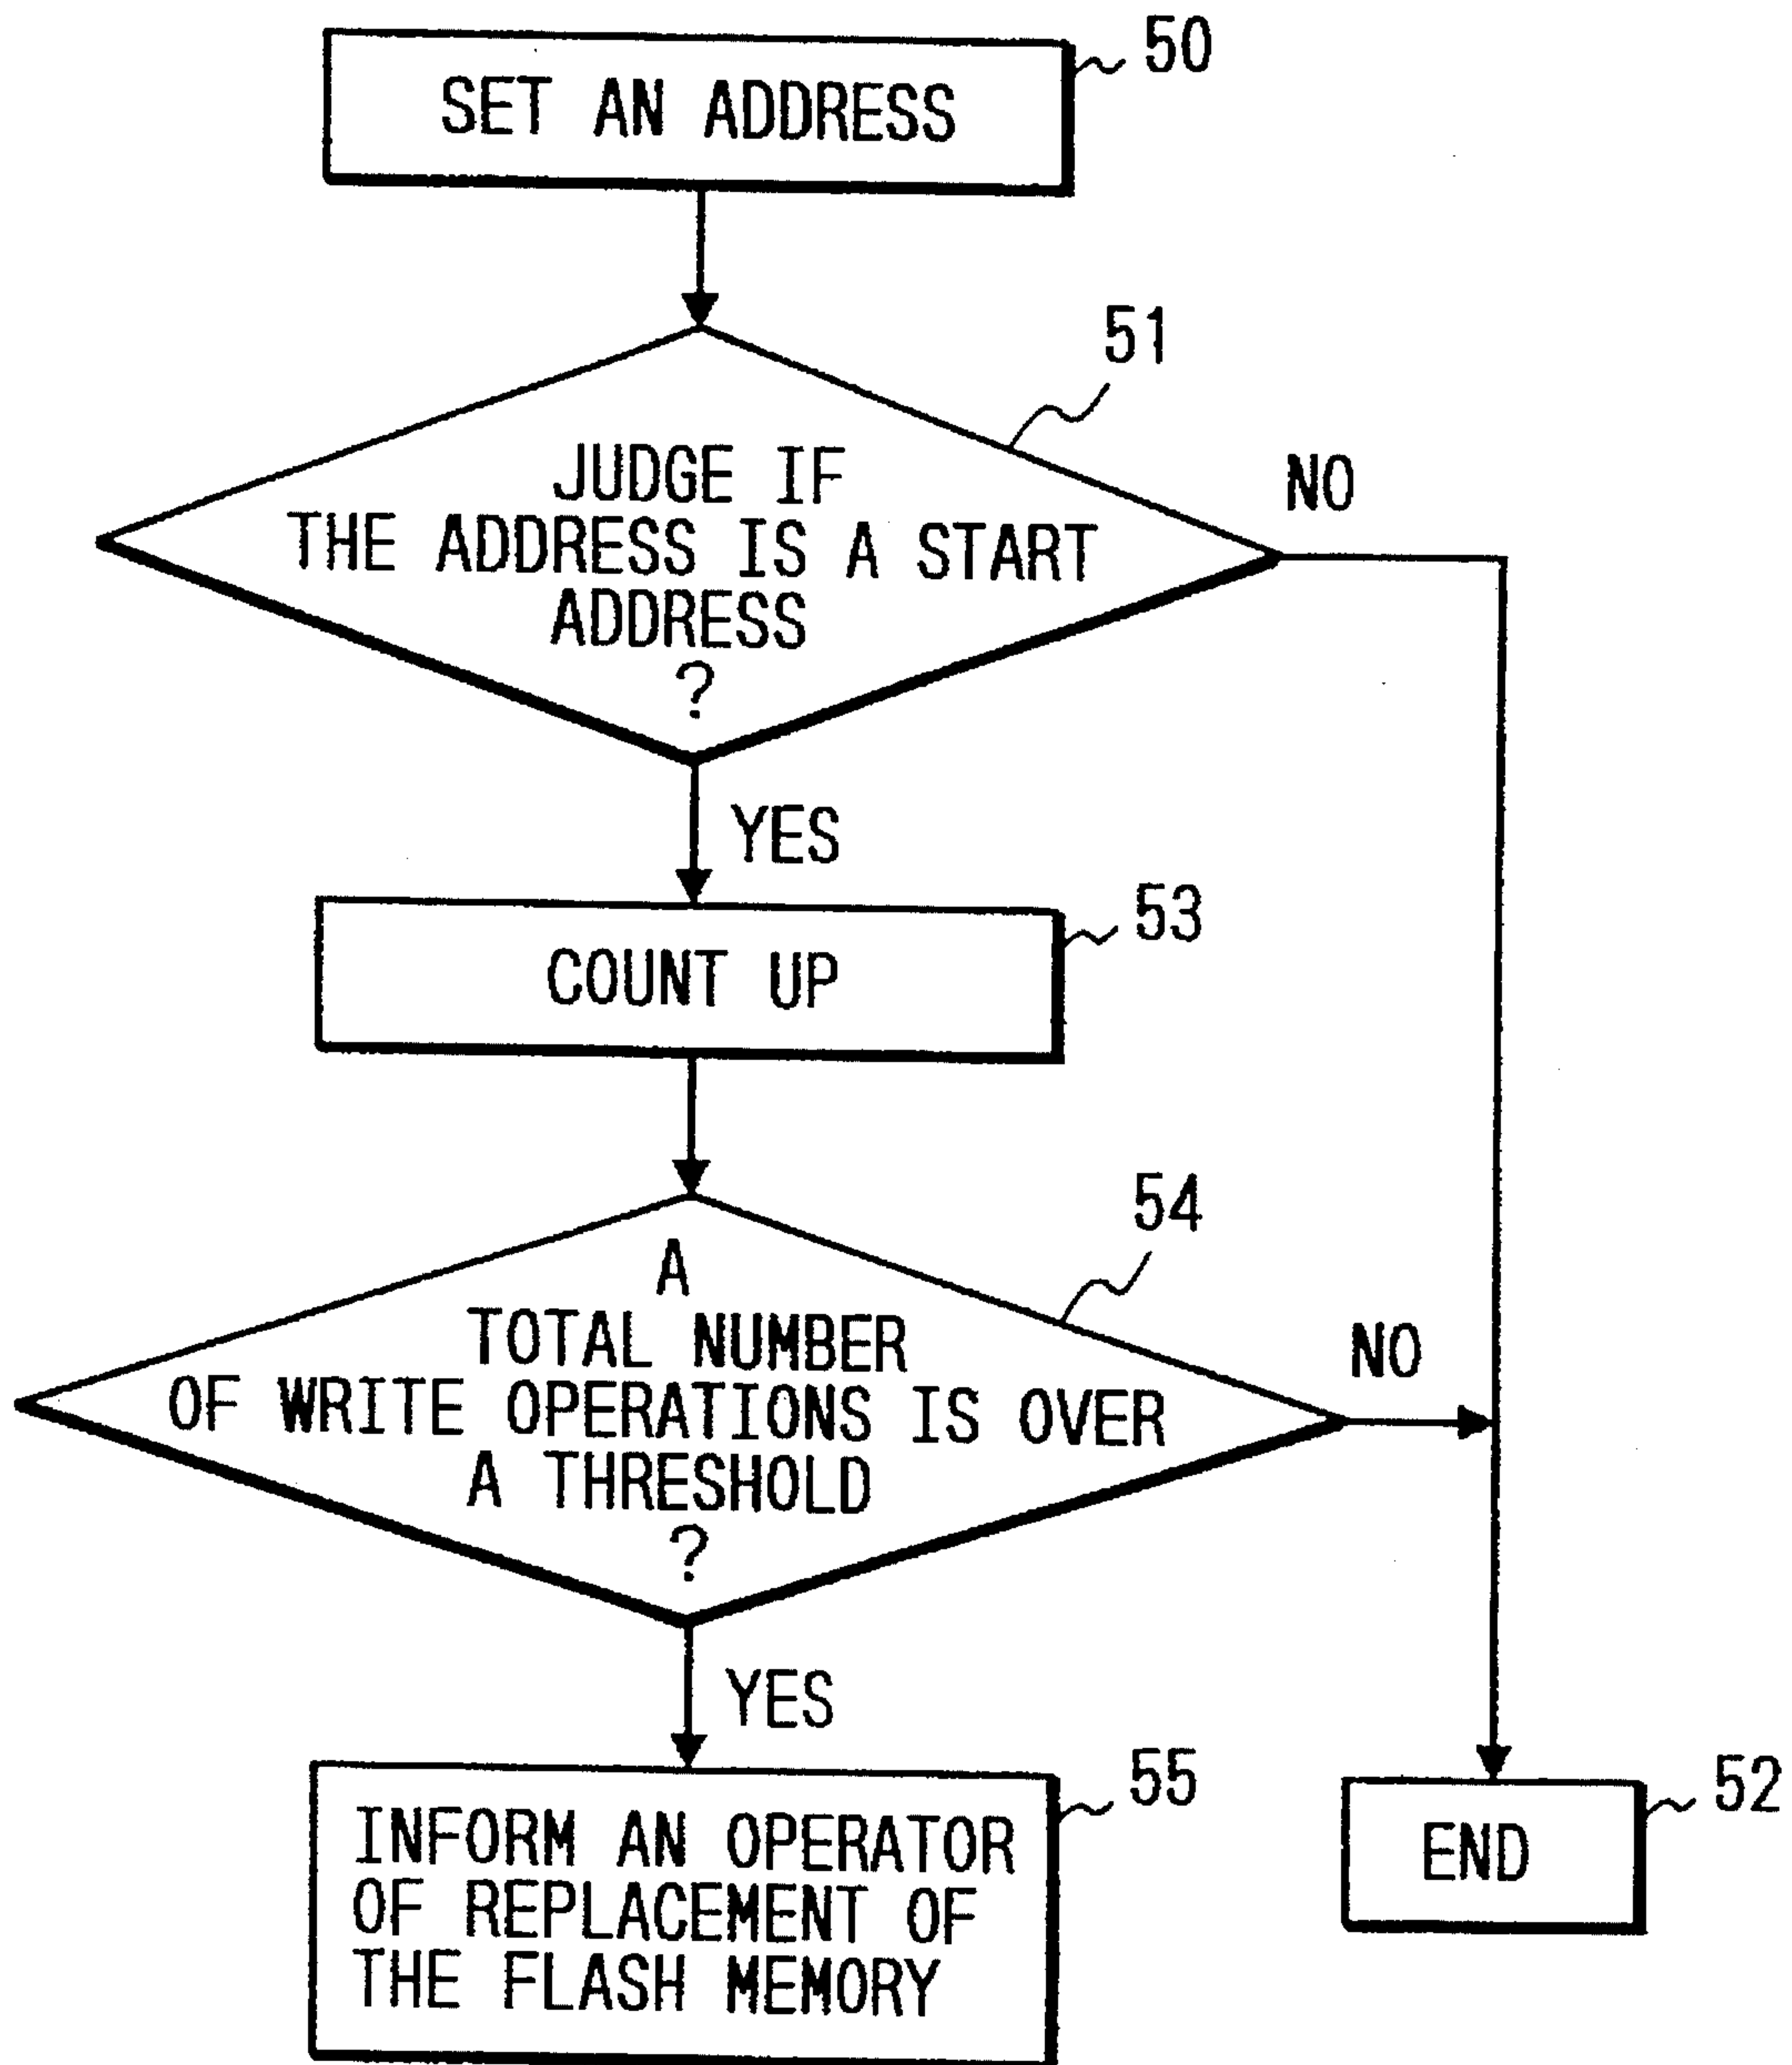 50
SET AN ADDRESS
51
JUDGE IF
THE ADDRESS IS A START
ADDRESS
?
NO
YES
53
COUNT UP
54
A
TOTAL NUMBER
OF WRITE OPERATIONS IS OVER
A THRESHOLD
?
NO
YES
55
INFORM AN OPERATOR
OF REPLACEMENT OF
THE FLASH MEMORY
52
END